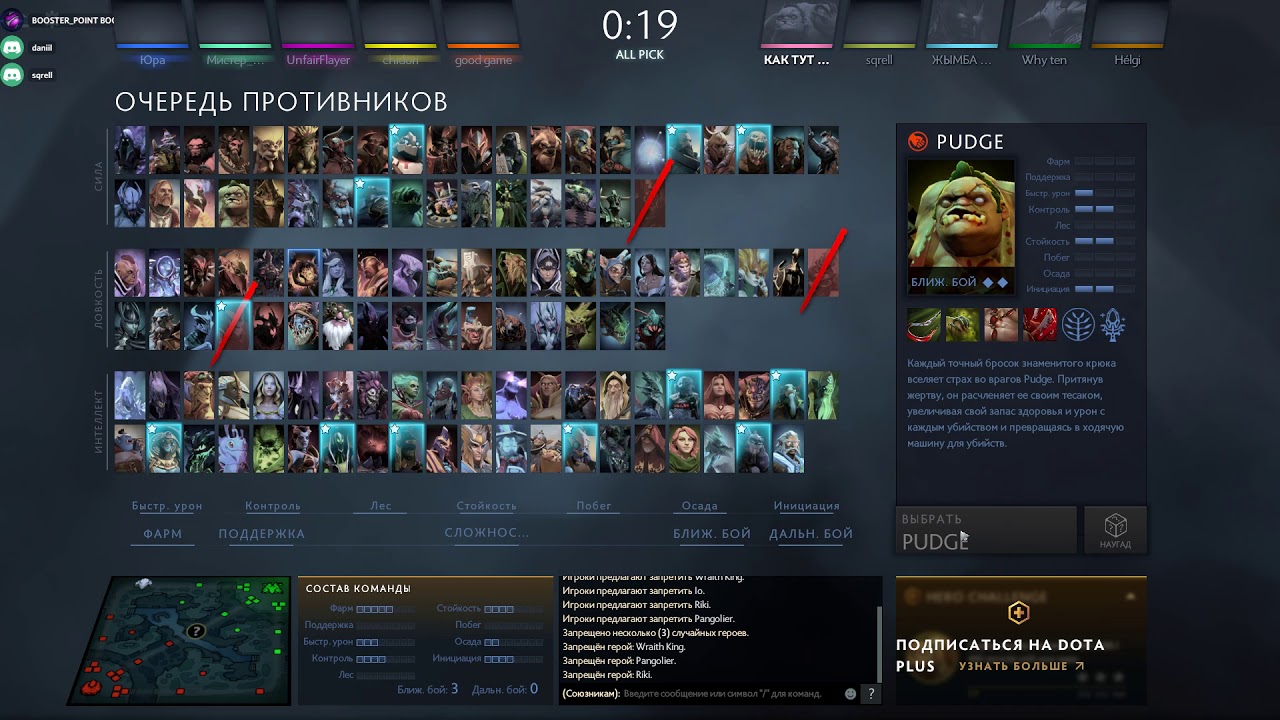 BOOSTER_POINT BOO
daniil
sqrell
Юра
Мистер_...
UnfairFlayer
chidori
good game
0:19
ALL PICK
КАК ТУТ ...
sqrell
ЖЫМБА ...
Why ten
Hélgi
ОЧЕРЕДЬ ПРОТИВНИКОВ
СИЛА
ЛОВКОСТЬ
ИНТЕЛЛЕКТ
PUDGE
БЛИЖ. БОЙ
Фарм
Поддержка
Быстр. урон
Контроль
Лес
Стойкость
Побег
Осада
Инициация
Каждый точный бросок знаменитого крюка
вселяет страх во врагов Pudge. Притянув
жертву, он расчленяет ее своим тесаком,
увеличивая свой запас здоровья и урон с
каждым убийством и превращаясь в ходячую
машину для убийств.
Быстр. урон Контроль Лес Стойкость Побег Осада Инициация
ФАРМ ПОДДЕРЖКА СЛОЖНОС... БЛИЖ. БОЙ ДАЛЬН. БОЙ
ВЫБРАТЬ
PUDGE
НАУГАД
?
СОСТАВ КОМАНДЫ
Фарм Стойкость
Поддержка Побег
Быстр. урон Осада
Контроль Инициация
Лес
Ближ. бой: 3 Дальн. бой: 0
Игроки предлагают запретить Wraith King.
Игроки предлагают запретить Io.
Игроки предлагают запретить Riki.
Игроки предлагают запретить Pangolier.
Запрещено несколько (3) случайных героев.
Запрещён герой: Wraith King.
Запрещён герой: Pangolier.
Запрещён герой: Riki.
(Союзникам): Введите сообщение или символ "/" для команд.
?
HERO CHALLENGE
ПОДПИСАТЬСЯ НА DOTA
PLUS УЗНАТЬ БОЛЬШЕ